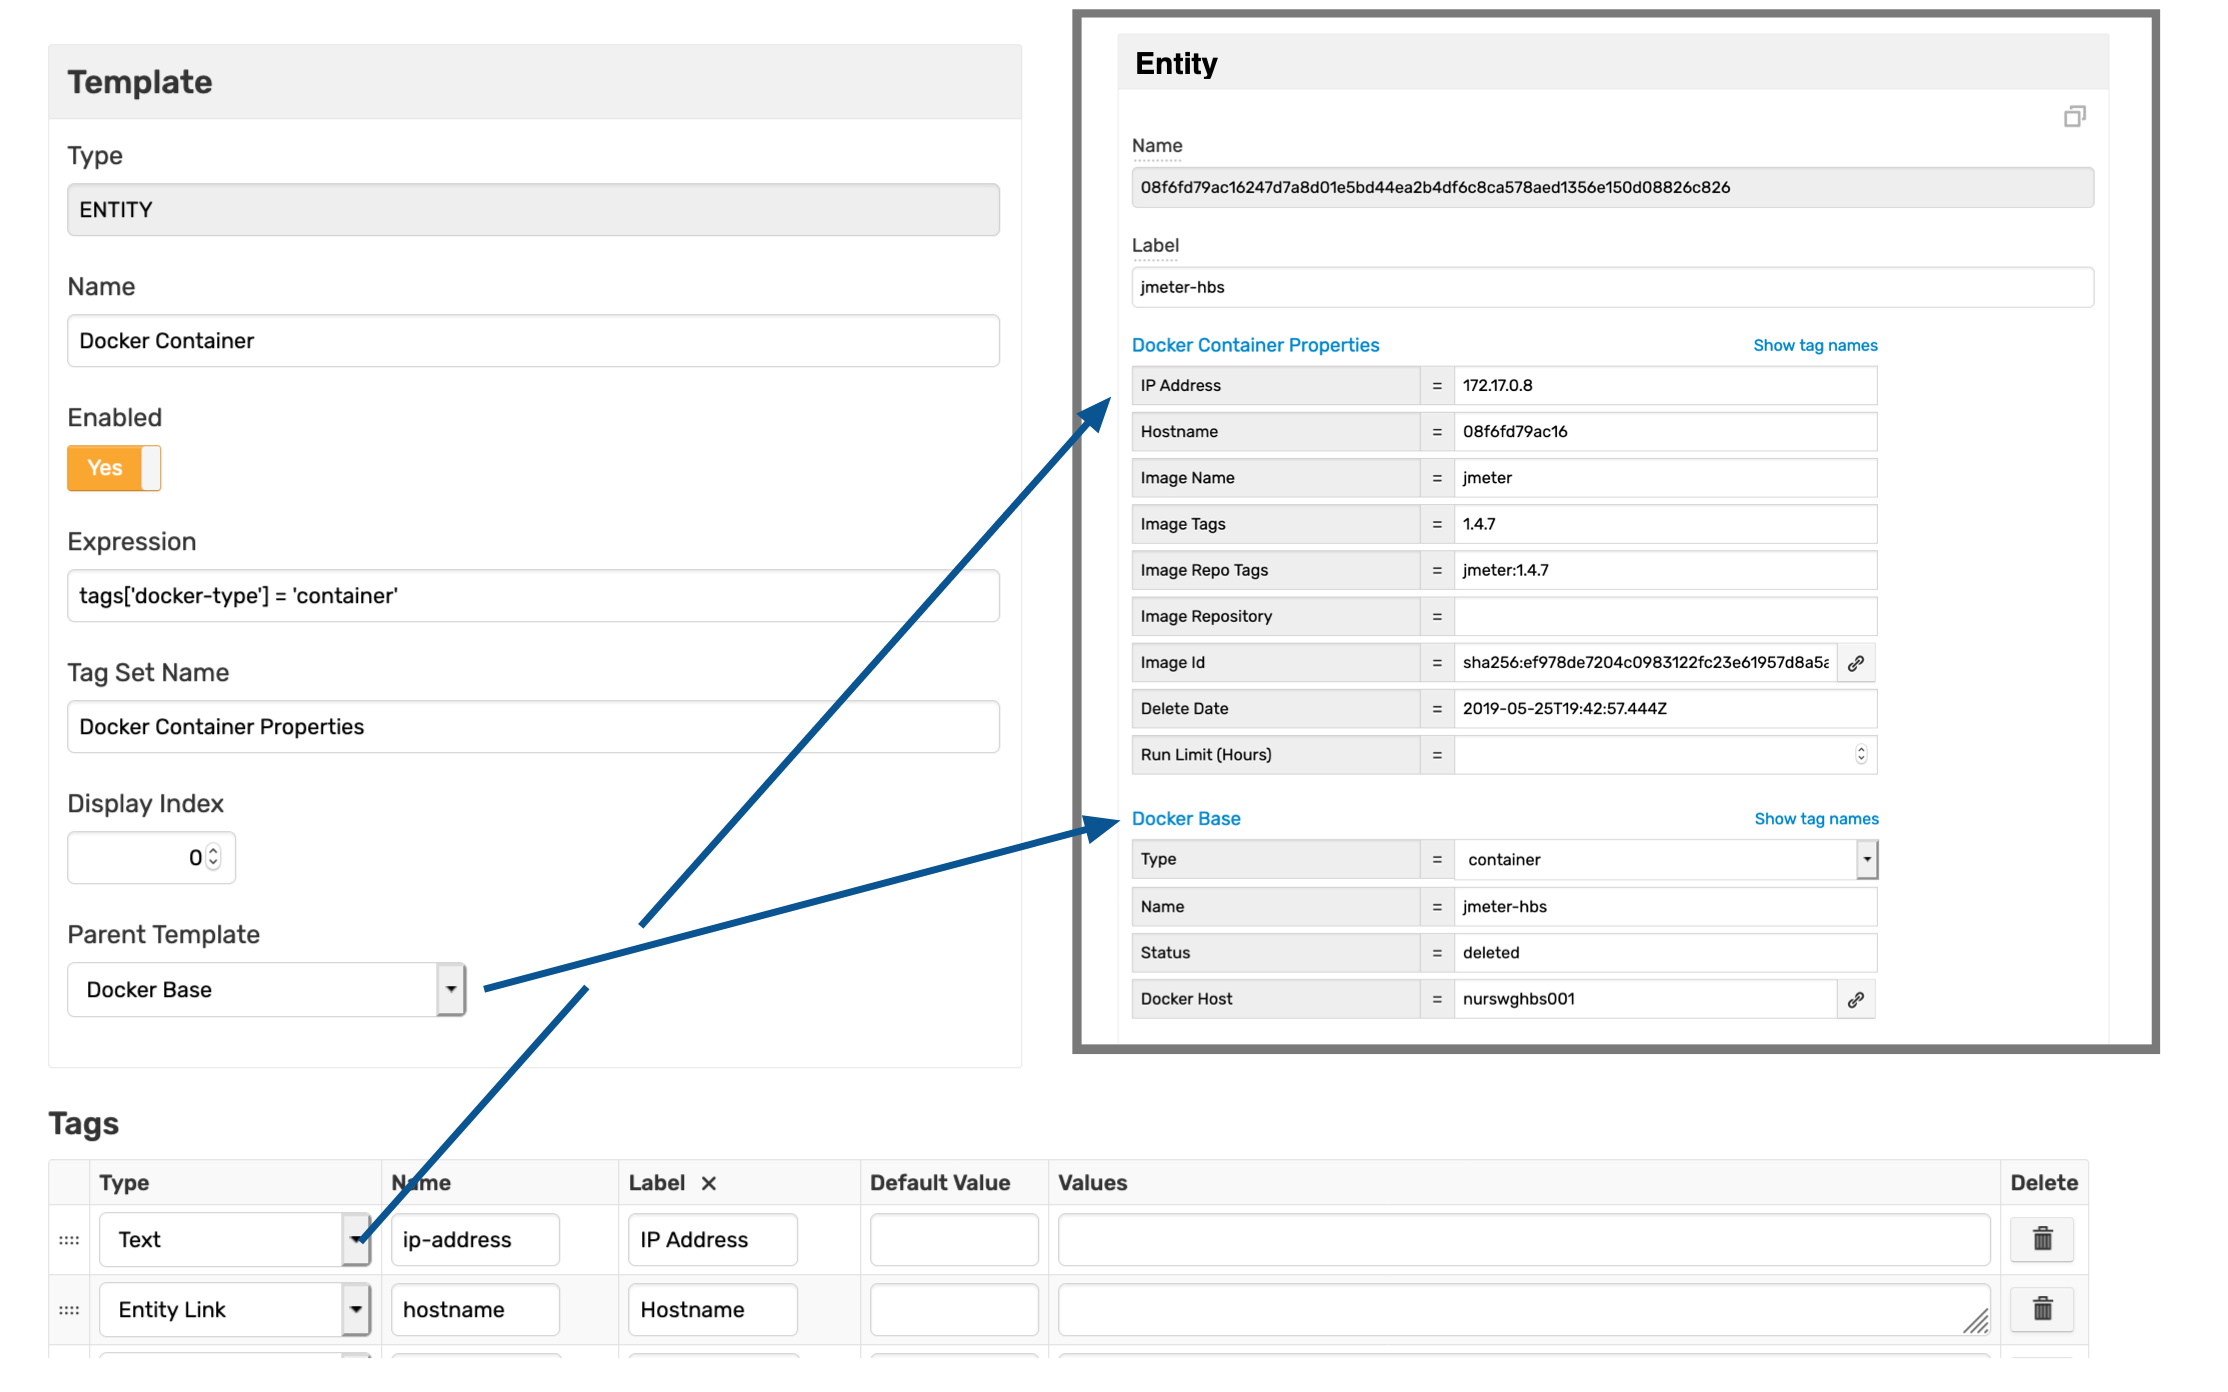 Template
Type
ENTITY
Name
Docker Container
Enabled
Yes
Expression
tags['docker-type'] = 'container'
Tag Set Name
Docker Container Properties
Display Index
0
Parent Template
Docker Base
Entity
Name
08f6fd79ac16247d7a8d01e5bd44ea2b4df6c8ca578aed1356e150d08826c826
Label
jmeter-hbs
Docker Container Properties Show tag names
IP Address = 172.17.0.8
Hostname = 08f6fd79ac16
Image Name = jmeter
Image Tags = 1.4.7
Image Repo Tags = jmeter:1.4.7
Image Repository =
Image Id = sha256:ef978de7204c0983122fc23e61957d8a5a
Delete Date = 2019-05-25T19:42:57.444Z
Run Limit (Hours) =
Docker Base Show tag names
Type = container
Name = jmeter-hbs
Status = deleted
Docker Host = nurswghbs001
Tags
Type Name Label × Default Value Values Delete
Text ip-address IP Address
Entity Link hostname Hostname